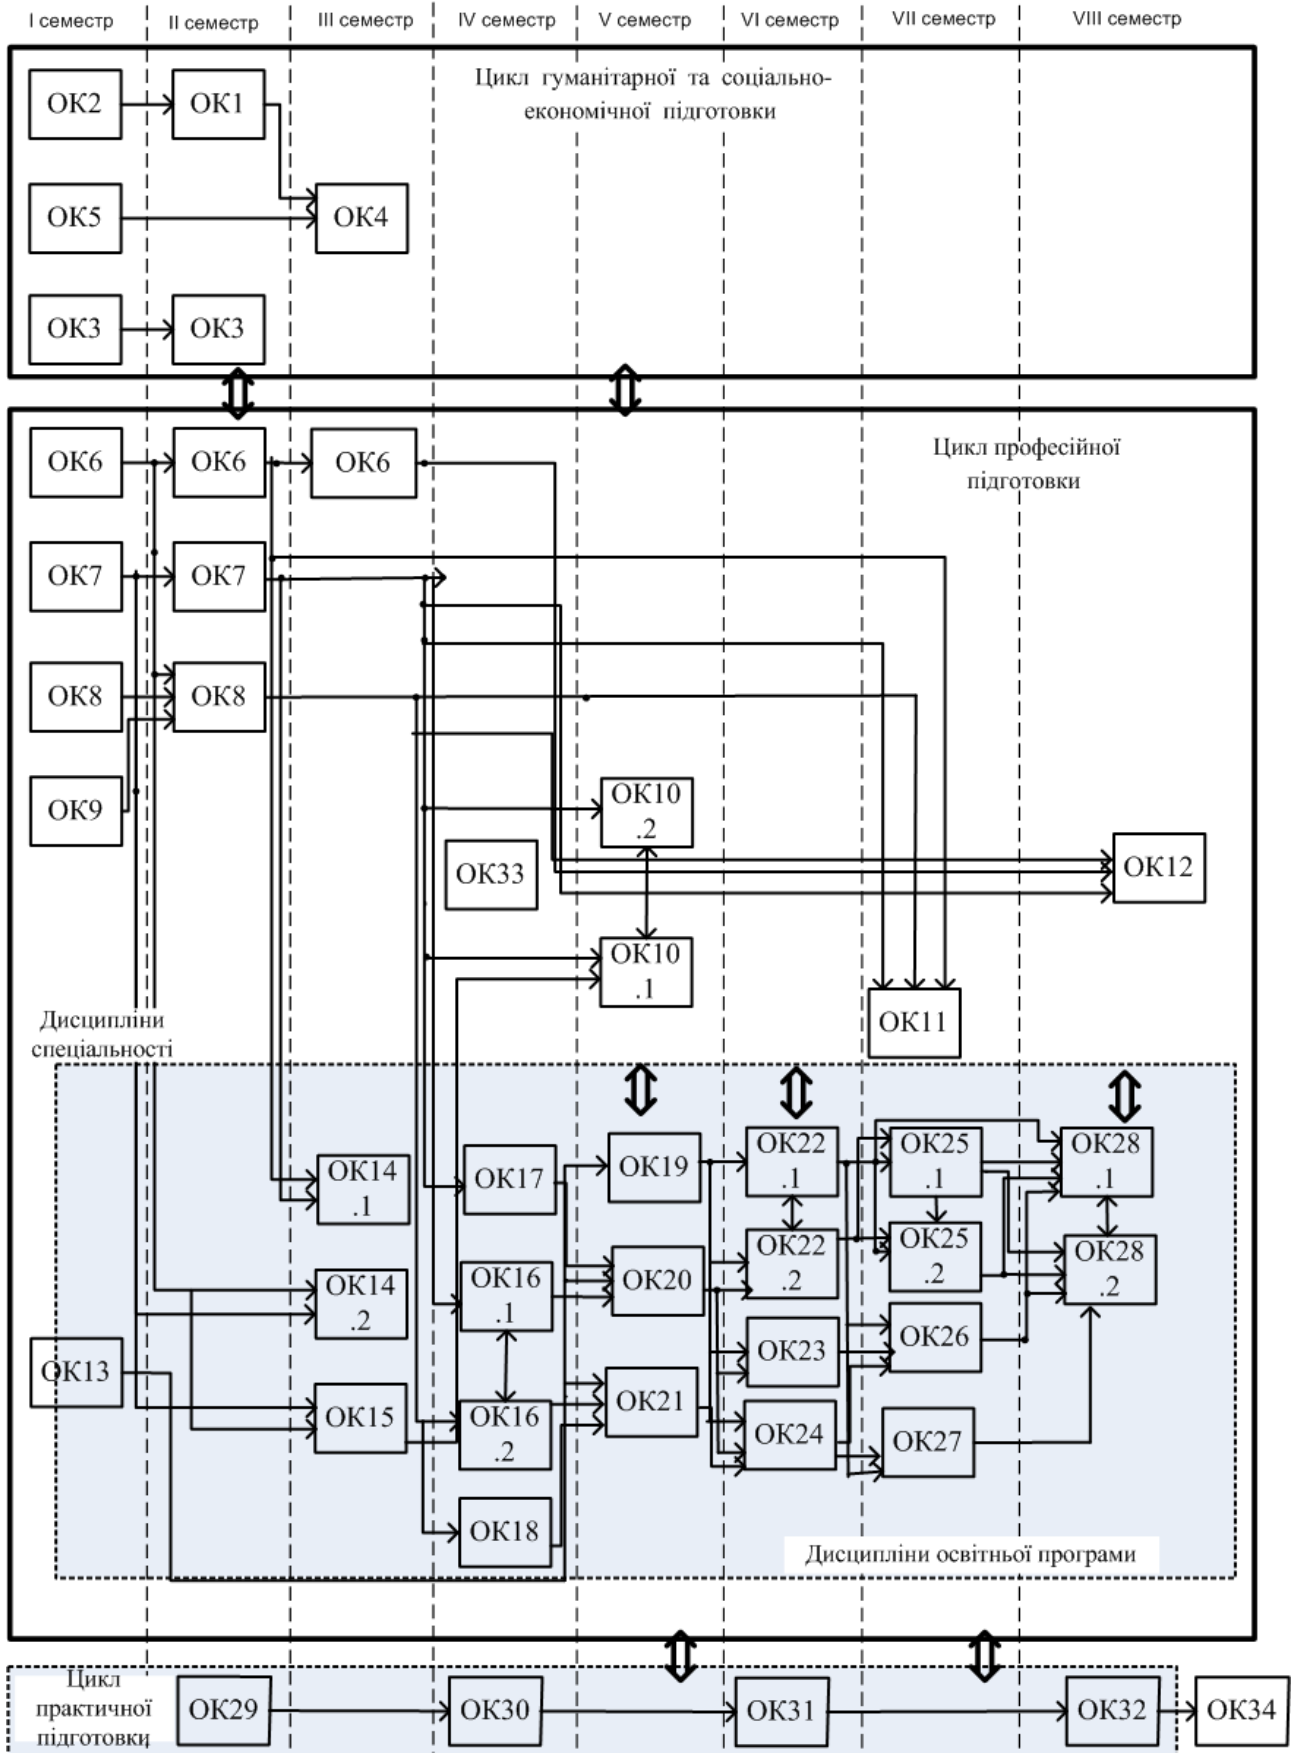 І семестр
ІІ семестр
ІІІ семестр
IV семестр
V семестр
VI семестр
VII семестр
VIII семестр
Цикл гуманітарної та соціально-
економічної підготовки
ОК2
ОК1
ОК5
ОК4
ОК3
ОК3
Цикл професійної
підготовки
ОК6
ОК6
ОК6
ОК7
ОК7
ОК8
ОК8
ОК9
ОК10
.2
ОК33
ОК12
ОК10
.1
ОК11
Дисципліни
спеціальності
ОК14
.1
ОК17
ОК19
ОК22
.1
ОК25
.1
ОК28
.1
ОК14
.2
ОК16
.1
ОК20
ОК22
.2
ОК25
.2
ОК28
.2
ОК13
ОК15
ОК16
.2
ОК21
ОК23
ОК26
ОК24
ОК27
ОК18
Дисципліни освітньої програми
Цикл
практичної
підготовки
ОК29
ОК30
ОК31
ОК32
ОК34